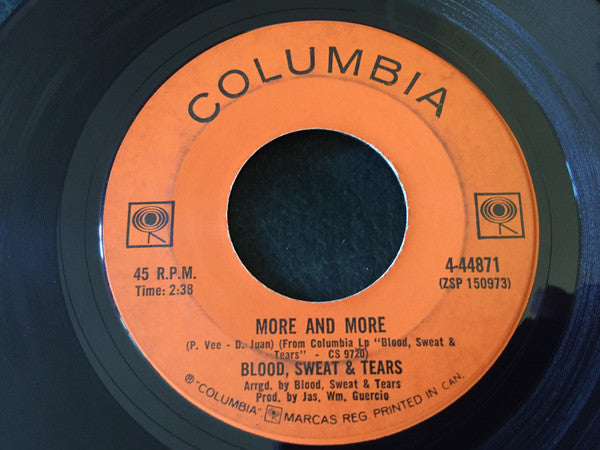 COLUMBIA
45 R.P.M.
Time: 2:38
4-44871
(ZSP 150973)
MORE AND MORE
(P. Vee - D. Juan) (From Columbia Lp "Blood, Sweat &
Tears" - CS 9720)
BLOOD, SWEAT & TEARS
Arrgd. by Blood, Sweat & Tears
Prod. by Jas, Wm, Guercio
® "COLUMBIA" MARCAS REG PRINTED IN CAN.